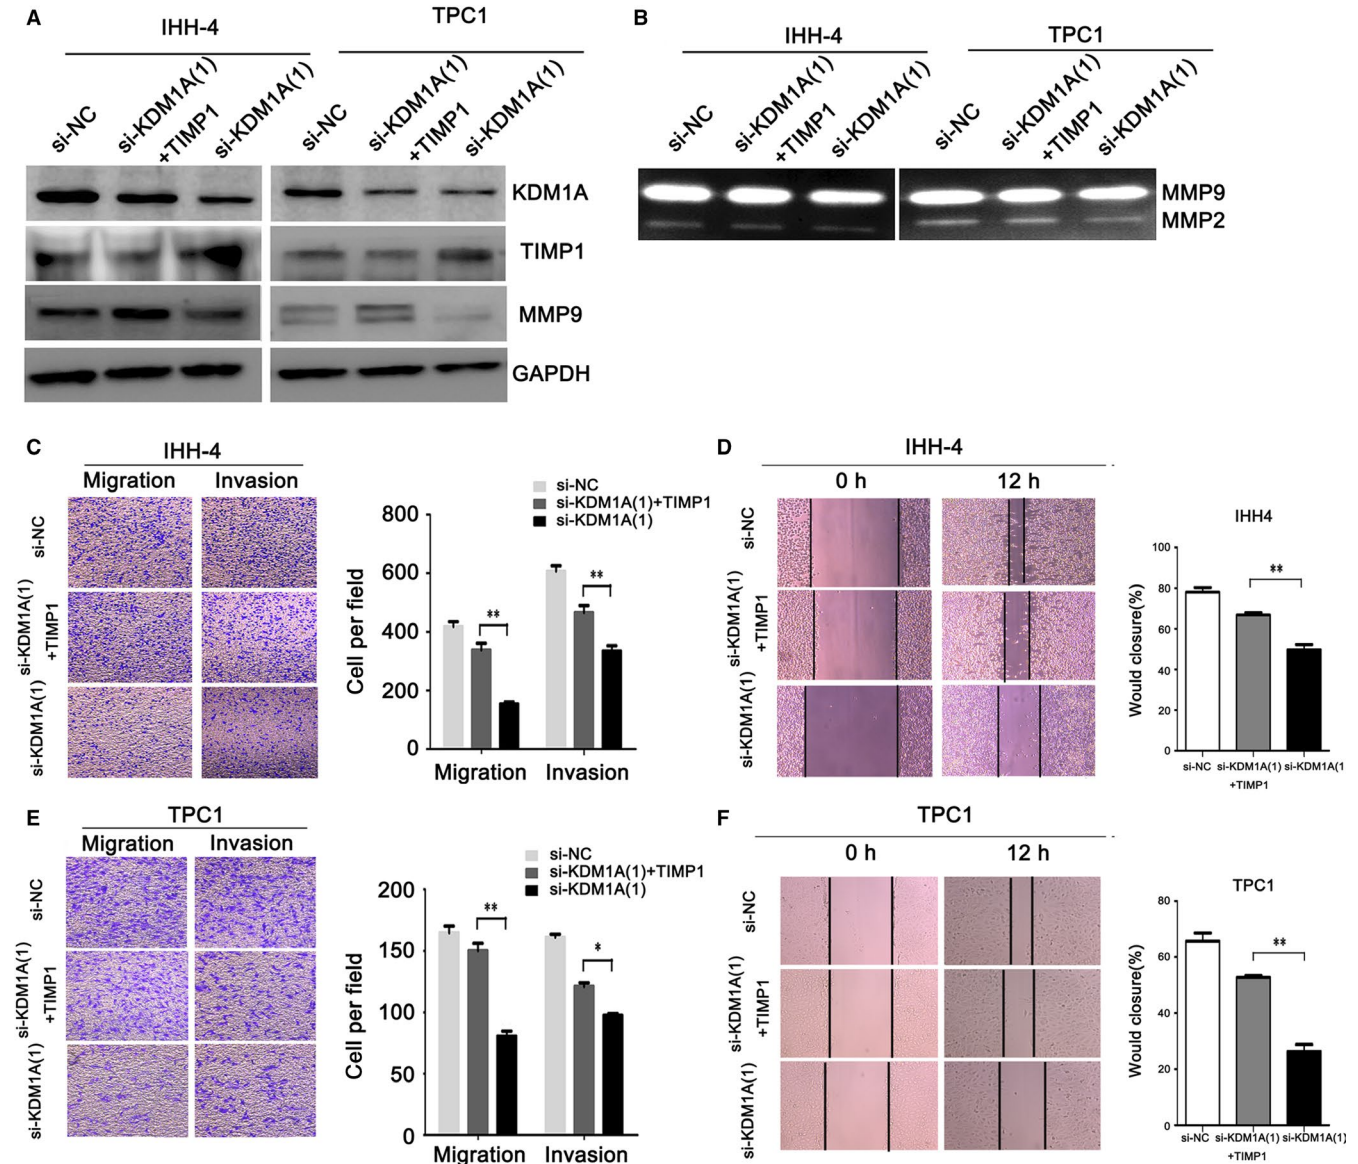 A
IHH-4
TPC1
si-NC
si-KDM1A(1)
+TIMP1
si-KDM1A(1)
si-NC
si-KDM1A(1)
+TIMP1
si-KDM1A(1)
KDM1A
TIMP1
MMP9
GAPDH
B
IHH-4
TPC1
si-NC
si-KDM1A(1)
+TIMP1
si-KDM1A(1)
si-NC
si-KDM1A(1)
+TIMP1
si-KDM1A(1)
MMP9
MMP2
C
IHH-4
Migration Invasion
si-NC
si-KDM1A(1)
+TIMP1
si-KDM1A(1)
si-NC
si-KDM1A(1)+TIMP1
si-KDM1A(1)
Cell per field
800
600
400
200
0
**
**
Migration Invasion
D
IHH-4
0 h 12 h
si-NC
si-KDM1A(1)
+TIMP1
si-KDM1A(1)
IHH4
Would closure(%)
100
80
60
40
20
0
**
si-NC si-KDM1A(1) si-KDM1A(1
+TIMP1
E
TPC1
Migration Invasion
si-NC
si-KDM1A(1)
+TIMP1
si-KDM1A(1)
si-NC
si-KDM1A(1)+TIMP1
si-KDM1A(1)
Cell per field
200
150
100
50
0
**
*
Migration Invasion
F
TPC1
0 h 12 h
si-NC
si-KDM1A(1)
+TIMP1
si-KDM1A(1)
TPC1
Would closure(%)
80
60
40
20
0
**
si-NC si-KDM1A(1) si-KDM1A(1)
+TIMP1